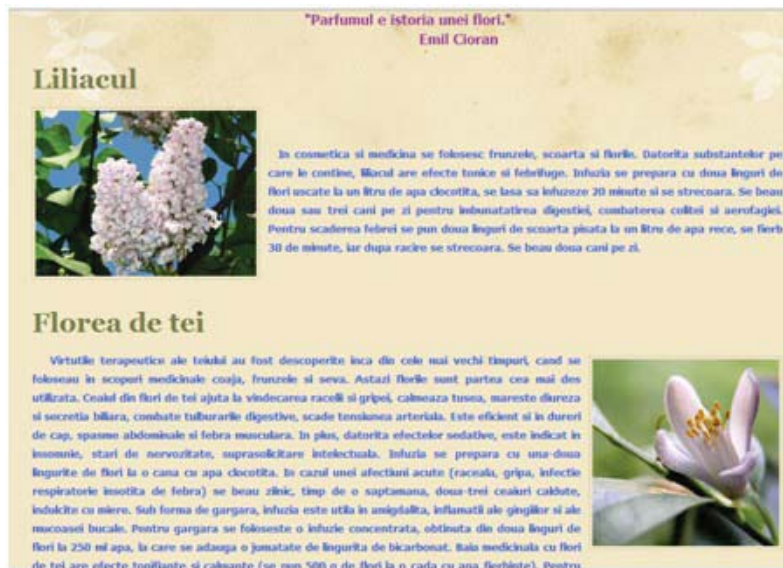 "Parfumul e istoria unei flori."
Emil Cioran
Liliacul
In cosmetica si medicina se folosesc frunzele, scoarta si florile. Datorita substantelor pe
care le contine, liliacul are efecte tonice si febrifuge. Infuzia se prepara cu doua linguri de
flori uscate la un litru de apa clocotita, se lasa sa infuzeze 20 minute si se strecoara. Se beau
doua sau trei cani pe zi pentru imbunatatirea digestiei, combaterea colitei si aerofagiei.
Pentru scaderea febrei se pun doua linguri de scoarta pisata la un litru de apa rece, se fierb
30 de minute, iar dupa racire se strecoara. Se beau doua cani pe zi.
Florea de tei
Virtutile terapeutice ale teiului au fost descoperite inca din cele mai vechi timpuri, cand se
foloseau in scopuri medicinale coaja, frunzele si seva. Astazi florile sunt partea cea mai des
utilizata. Ceaiul din flori de tei ajuta la vindecarea racelii si gripei, calmeaza tusea, mareste diureza
si secretia biliara, combate tulburarile digestive, scade tensiunea arteriala. Este eficient si in dureri
de cap, spasme abdominale si febra musculara. In plus, datorita efectelor sedative, este indicat in
insomnie, stari de nervozitate, suprasolicitare intelectuala. Infuzia se prepara cu una-doua
lingurite de flori la o cana cu apa clocotita. In cazul unei afectiuni acute (raceala, gripa, infectie
respiratorie insotita de febra) se beau zilnic, timp de o saptamana, doua-trei ceaiuri caldute,
indulcite cu miere. Sub forma de gargara, infuzia este utila in amigdalita, inflamatii ale gingiilor si ale
mucoasei bucale. Pentru gargara se foloseste o infuzie concentrata, obtinuta din doua linguri de
flori la 250 ml apa, la care se adauga o jumatate de lingurita de bicarbonat. Baia medicinala cu flori
de tei are efecte tonifiante si calmante (se pun 500 g de flori la o cada cu apa fierbinte). Pentru